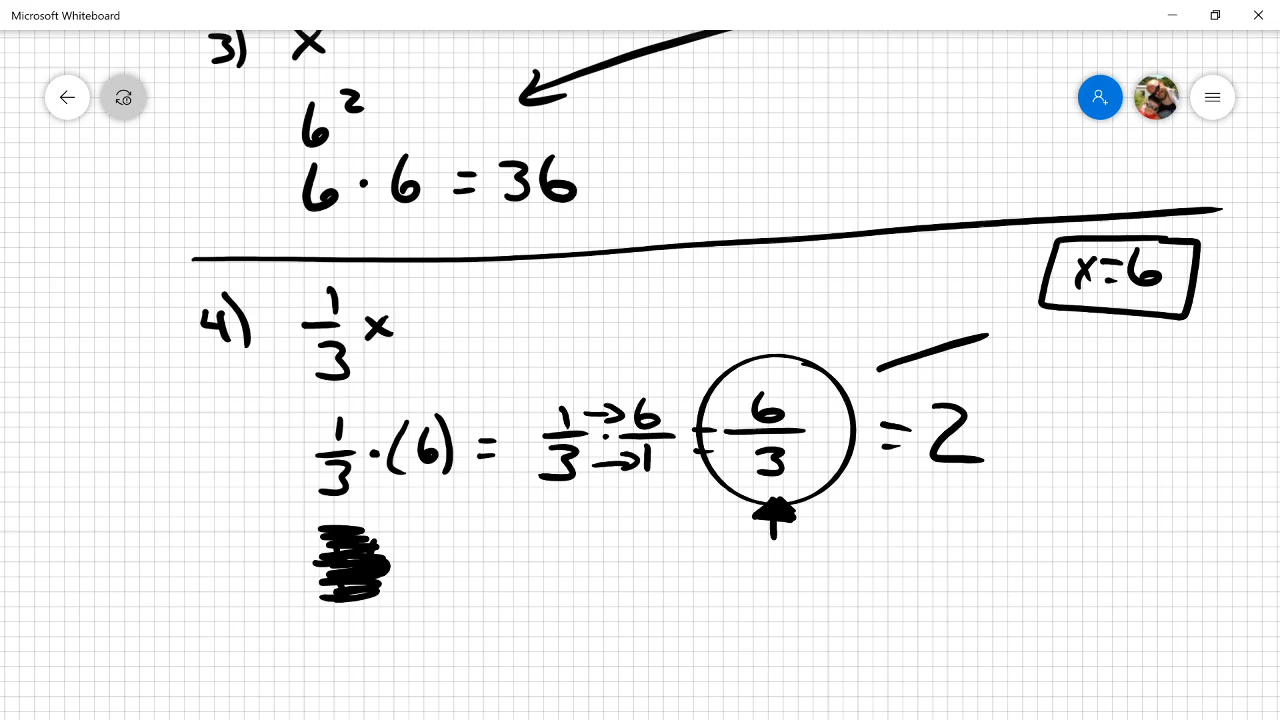 Microsoft Whiteboard
3) x
6²
6 · 6 = 36
x=6
4) 1/3 x
1/3 · (6) = 1/3 → · → 6/1 = 6/3 = 2